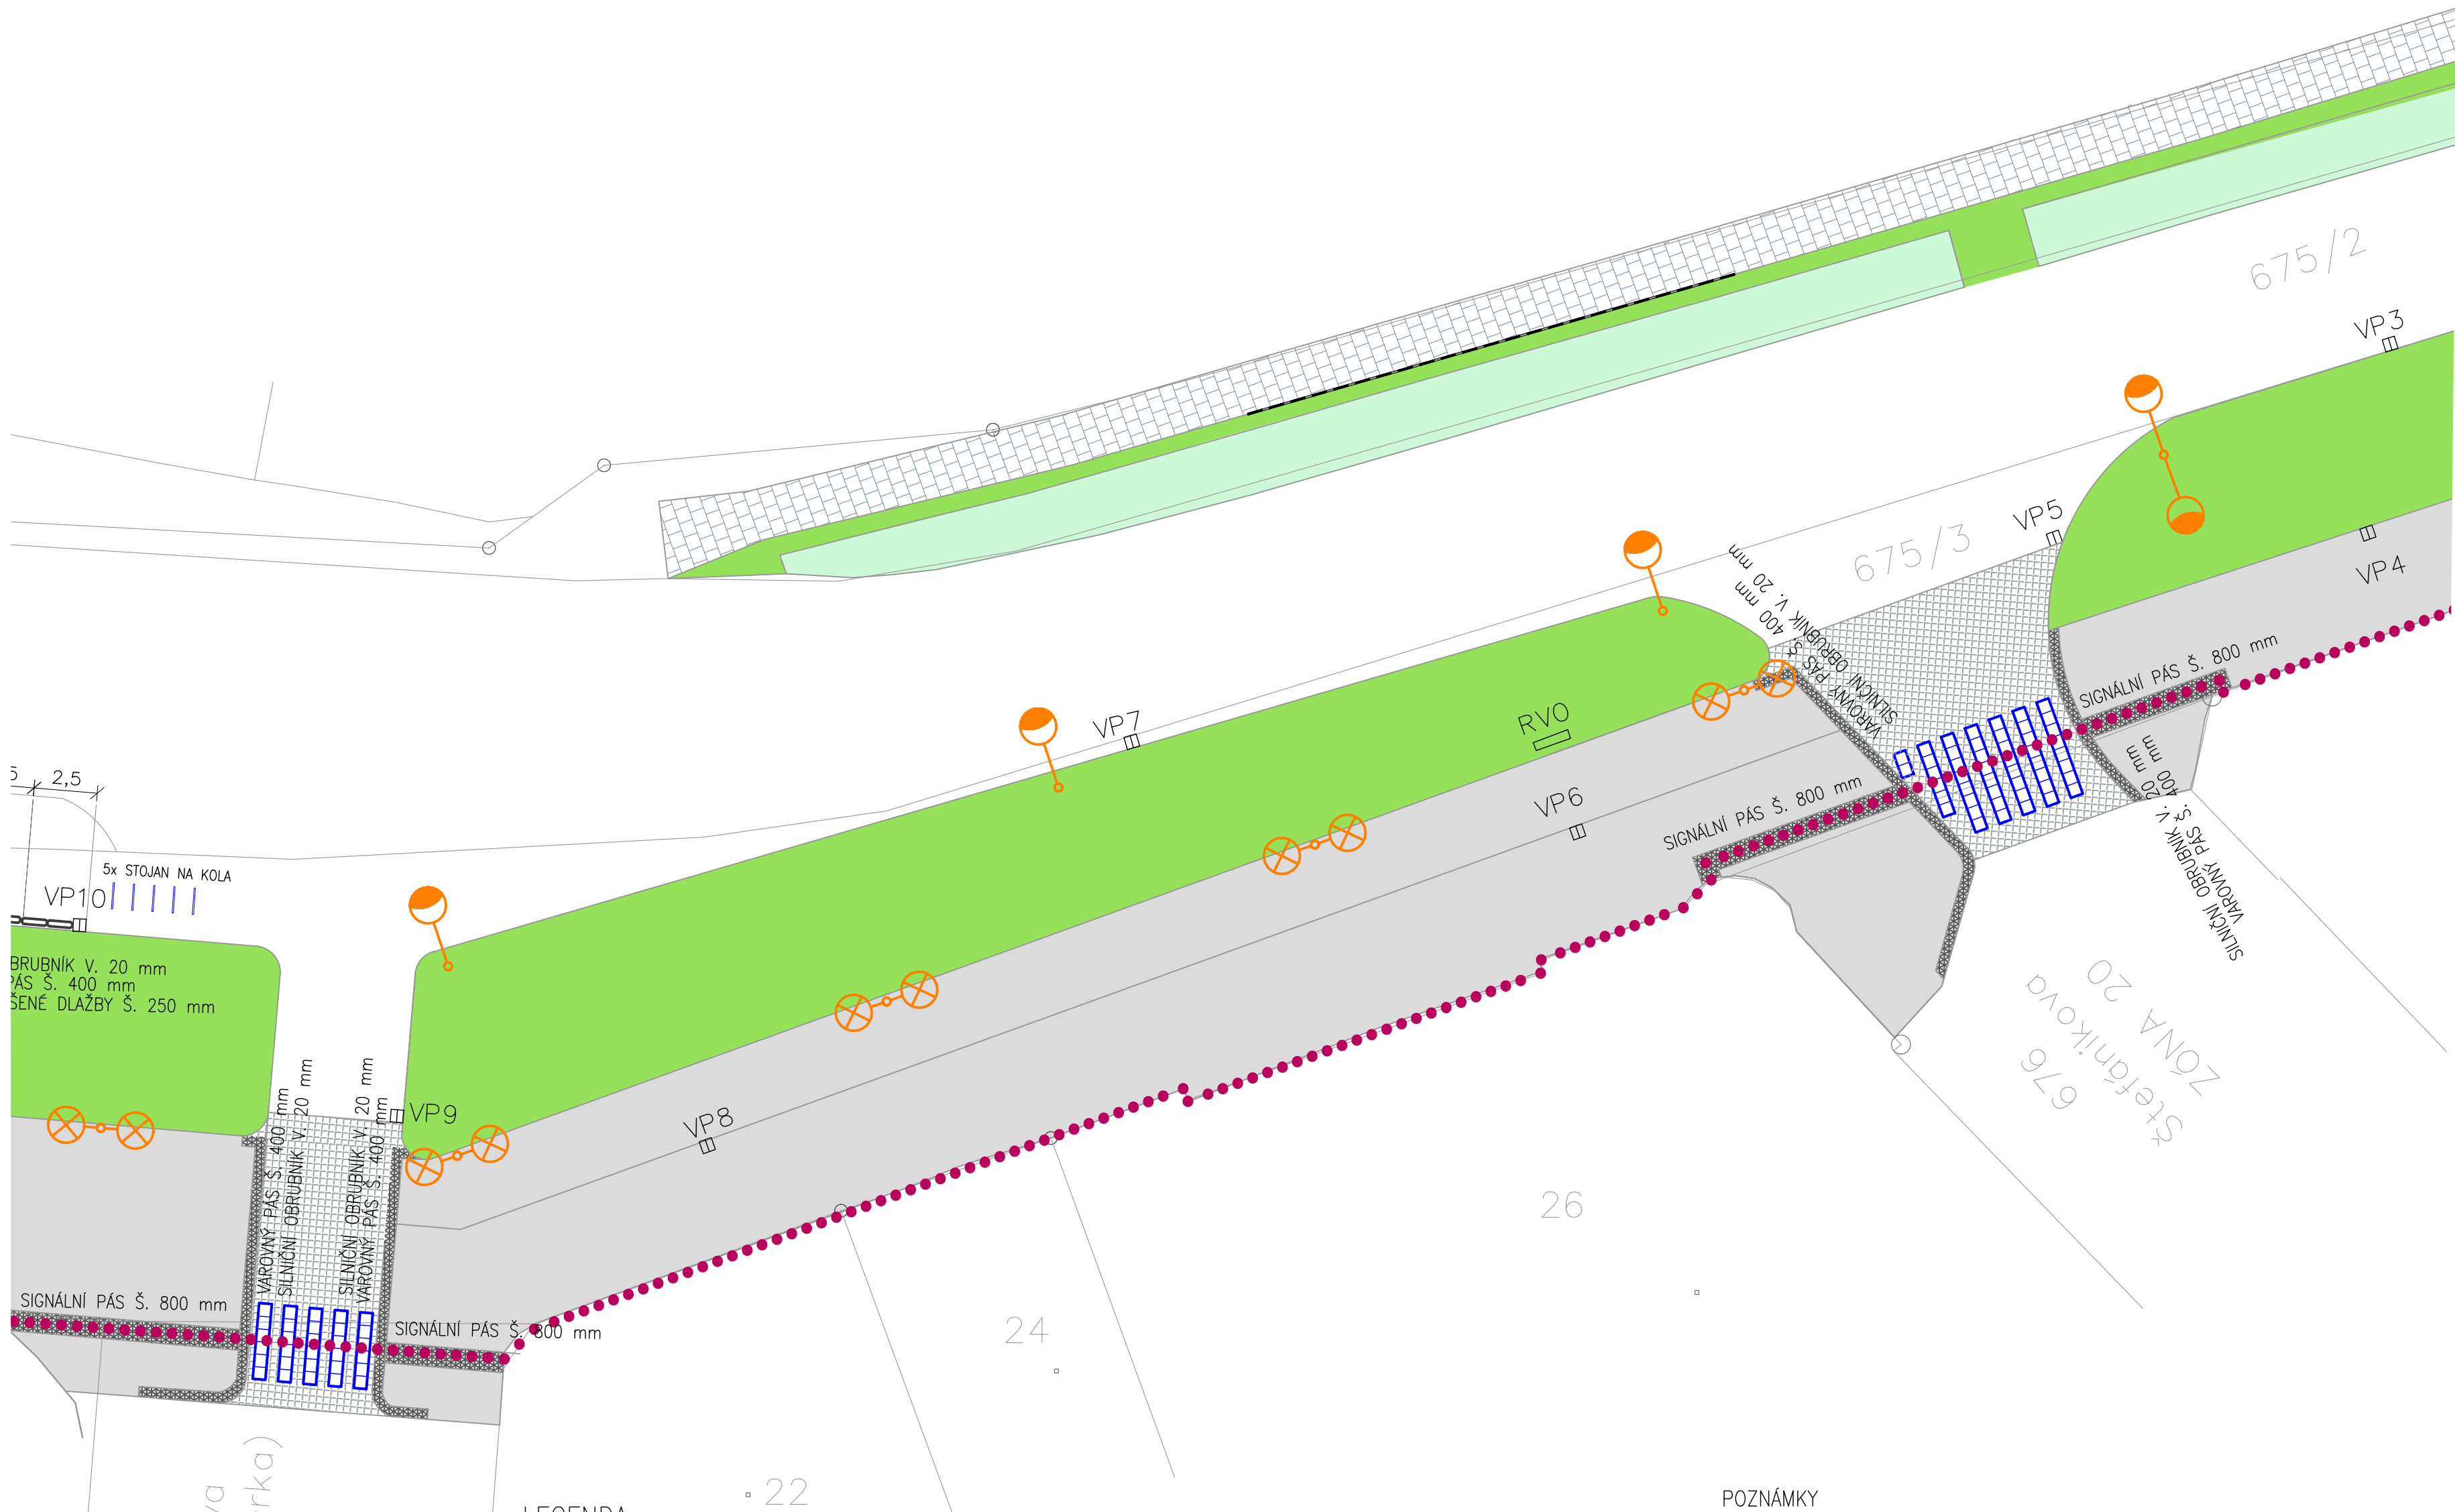 675/2
VP3
VP5
675/3
VP4
SILNIČNÍ OBRUBNÍK V. 20 mm
VAROVNÝ PÁS Š. 400 mm
SIGNÁLNÍ PÁS Š. 800 mm
VP7
RVO
VP6
SIGNÁLNÍ PÁS Š. 800 mm
SILNIČNÍ OBRUBNÍK V. 20 mm
VAROVNÝ PÁS Š. 400 mm
2,5
5x STOJAN NA KOLA
VP10
V. 20 mm
PÁS Š. 400 mm
DLAŽBY Š. 250 mm
VP9
VP8
VAROVNÝ PÁS Š. 400 mm
SILNIČNÍ OBRUBNÍK V. 20 mm
SILNIČNÍ OBRUBNÍK V. 20 mm
VAROVNÝ PÁS Š. 400 mm
SIGNÁLNÍ PÁS Š. 800 mm
SIGNÁLNÍ PÁS Š. 800 mm
676
Štefánikova
ZÓNA 20
26
24
22
LEGENDA
POZNÁMKY